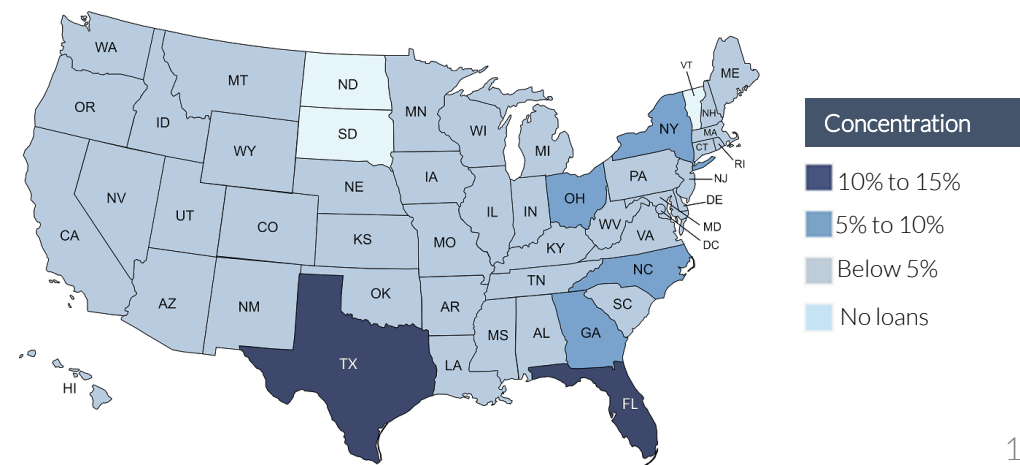 WA
OR
CA
ID
NV
MT
WY
UT
AZ
CO
NM
ND
SD
NE
KS
OK
TX
MN
IA
MO
AR
LA
WI
IL
MI
IN
OH
KY
TN
MS
AL
GA
FL
SC
NC
VA
WV
PA
NY
VT
NH
ME
MA
CT
RI
NJ
DE
MD
DC
HI
Concentration
10% to 15%
5% to 10%
Below 5%
No loans
1